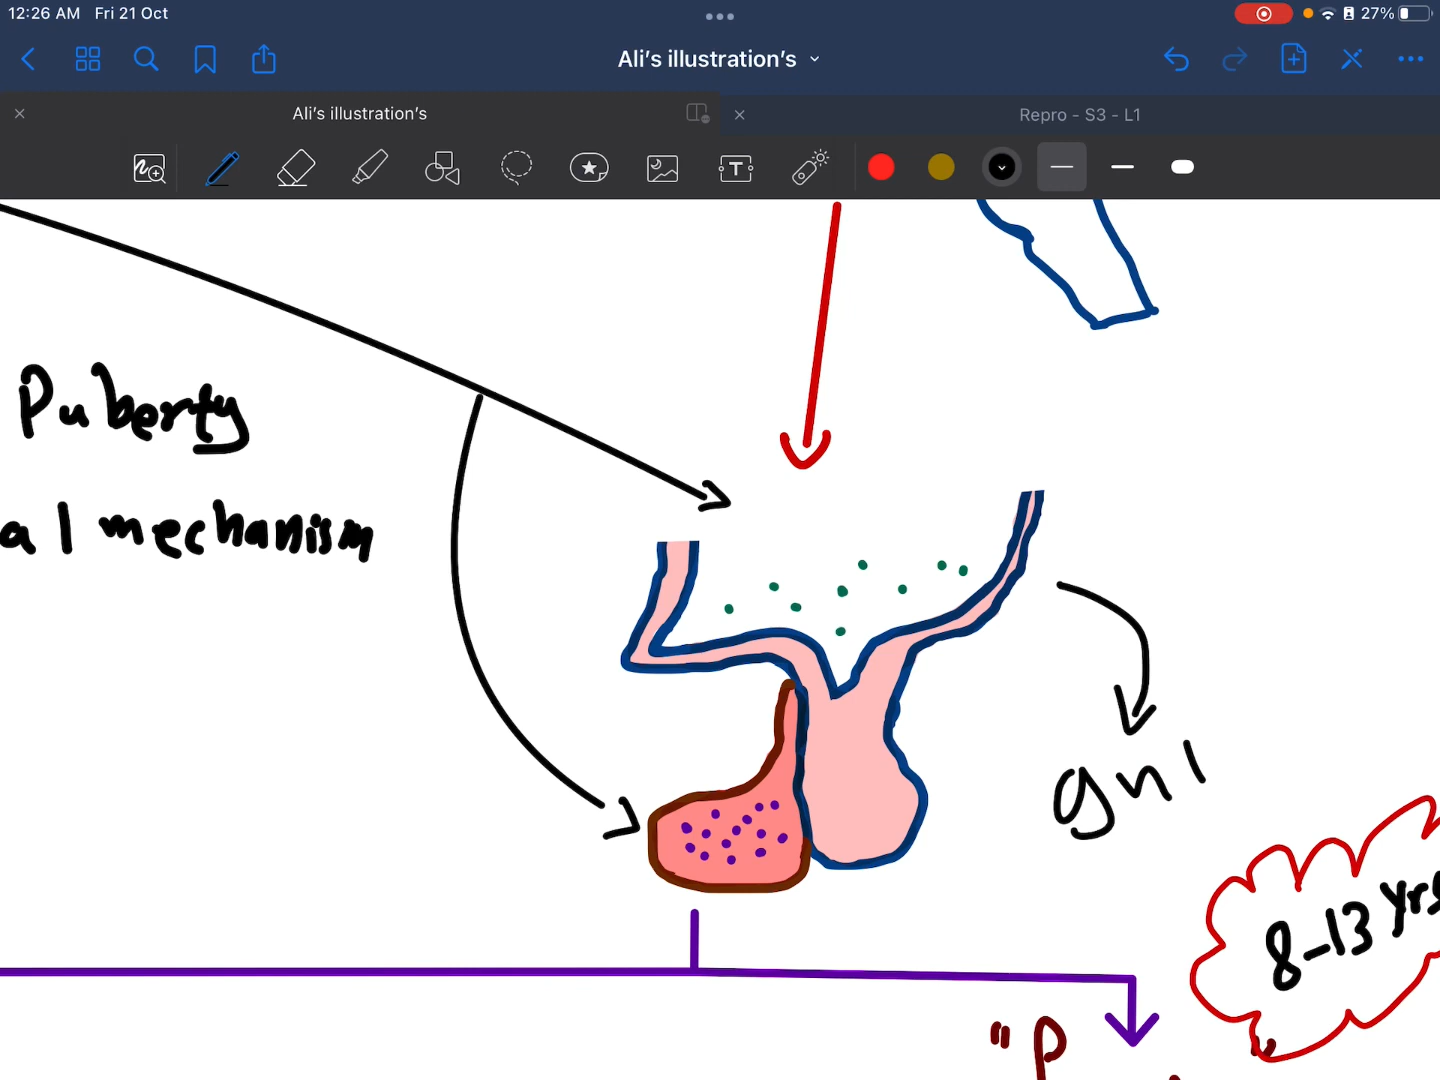 12:26 AM Fri 21 Oct
27%
Ali's illustration's
Ali's illustration's
Repro - S3 - L1
T
Puberty
al mechanism
gnl
8-13 yrs
"P
"